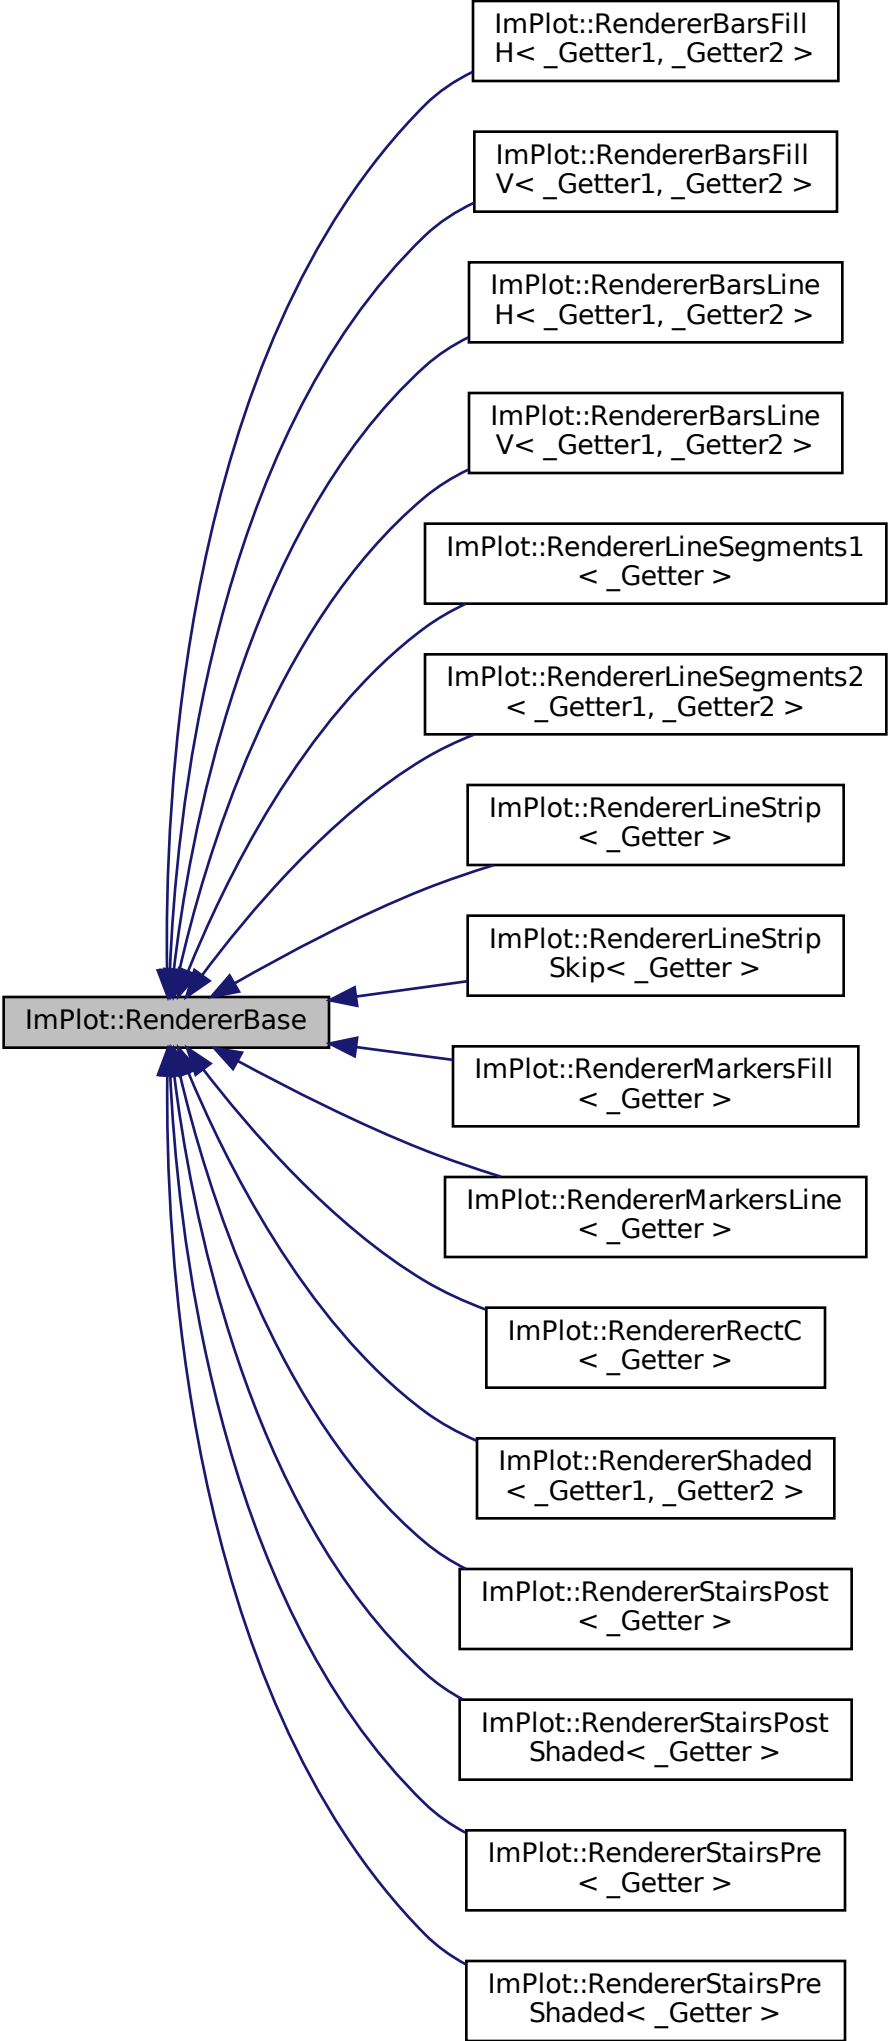 ImPlot::RendererBarsFill
H< _Getter1, _Getter2 >
ImPlot::RendererBarsFill
V< _Getter1, _Getter2 >
ImPlot::RendererBarsLine
H< _Getter1, _Getter2 >
ImPlot::RendererBarsLine
V< _Getter1, _Getter2 >
ImPlot::RendererLineSegments1
< _Getter >
ImPlot::RendererLineSegments2
< _Getter1, _Getter2 >
ImPlot::RendererLineStrip
< _Getter >
ImPlot::RendererLineStrip
Skip< _Getter >
ImPlot::RendererBase
ImPlot::RendererMarkersFill
< _Getter >
ImPlot::RendererMarkersLine
< _Getter >
ImPlot::RendererRectC
< _Getter >
ImPlot::RendererShaded
< _Getter1, _Getter2 >
ImPlot::RendererStairsPost
< _Getter >
ImPlot::RendererStairsPost
Shaded< _Getter >
ImPlot::RendererStairsPre
< _Getter >
ImPlot::RendererStairsPre
Shaded< _Getter >